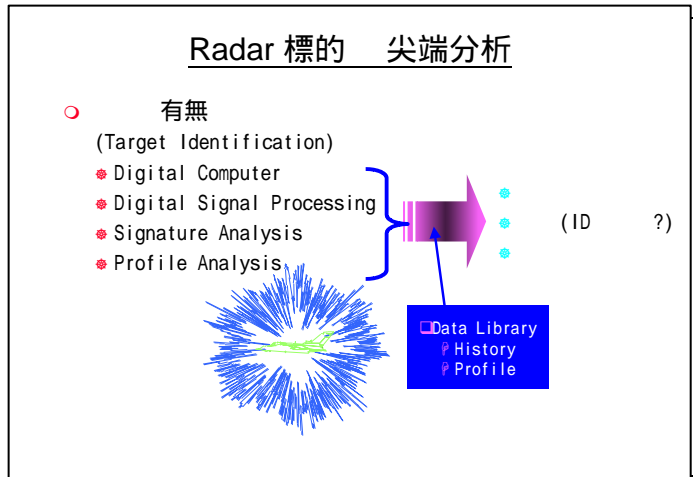 Radar 標的 尖端分析
有無
(Target Identification)
Digital Computer
Digital Signal Processing
Signature Analysis
Profile Analysis
(ID ?)
Data Library
History
Profile